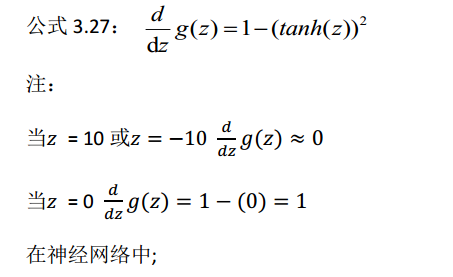 公式 3.27： d/dz g(z)=1−(tanh(z))²
注：
当z = 10 或z = −10 d/dz g(z) ≈ 0
当z = 0 d/dz g(z) = 1 − (0) = 1
在神经网络中;